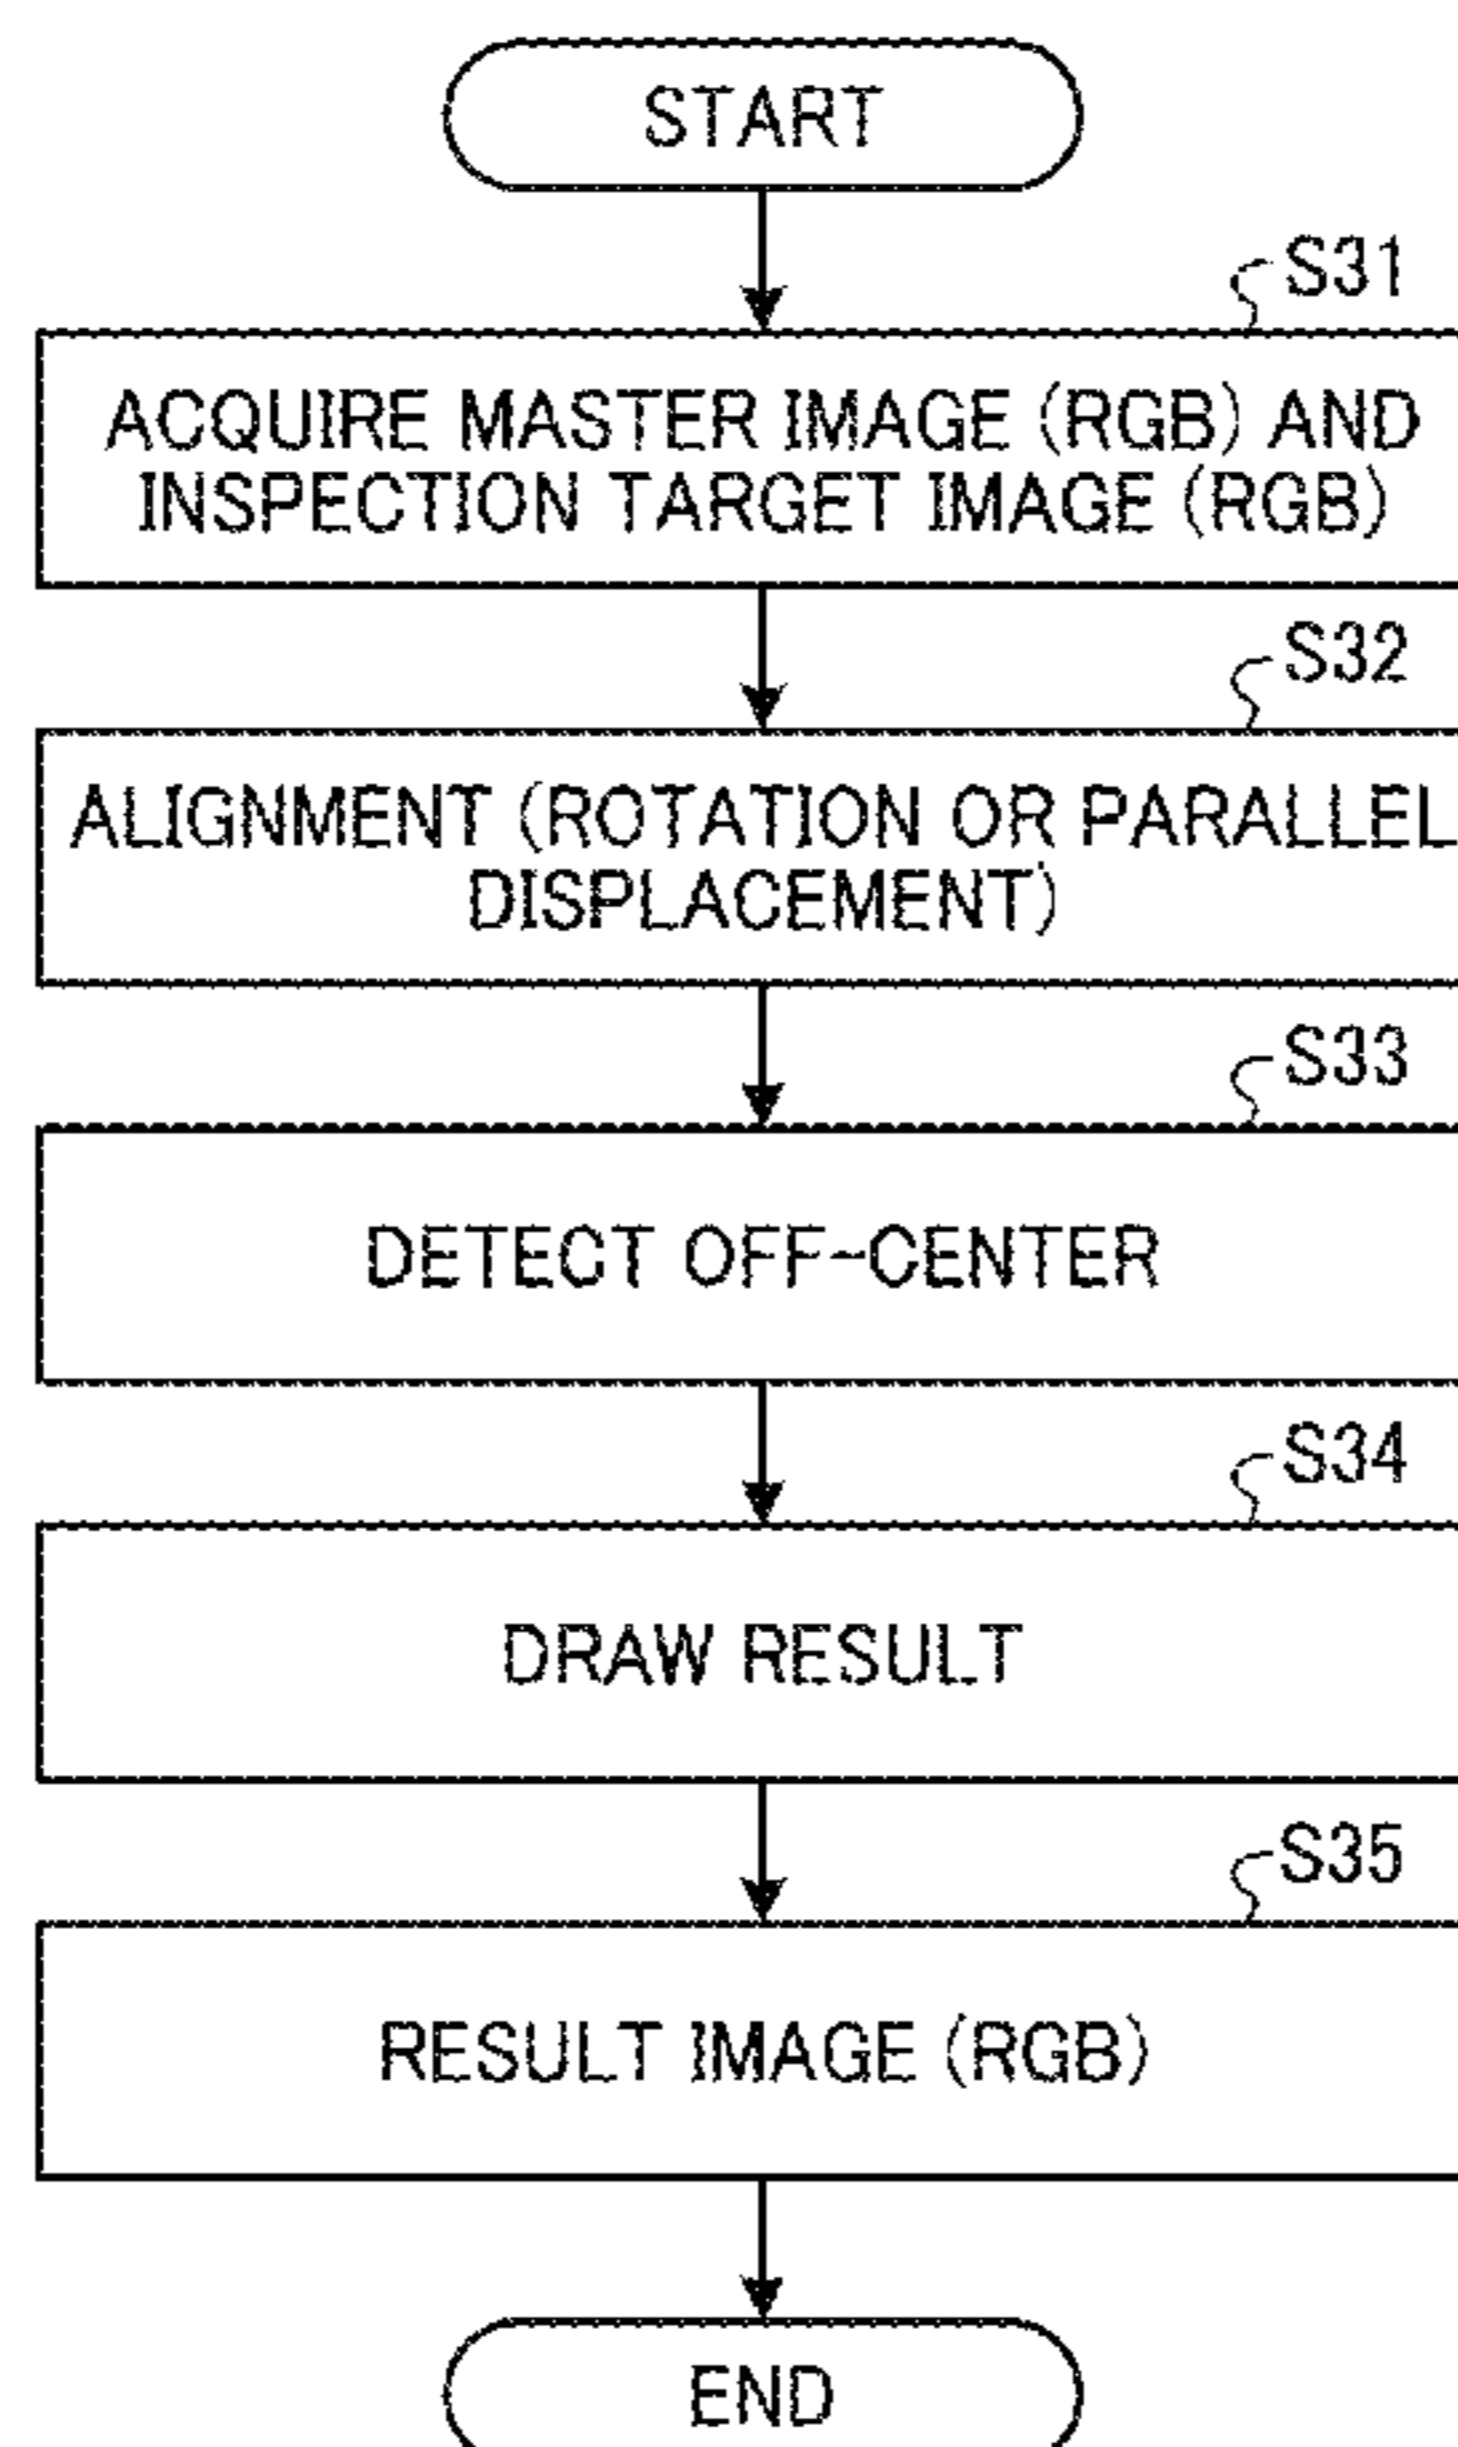 START
S31
ACQUIRE MASTER IMAGE (RGB) AND
INSPECTION TARGET IMAGE (RGB)
S32
ALIGNMENT (ROTATION OR PARALLEL
DISPLACEMENT)
S33
DETECT OFF-CENTER
S34
DRAW RESULT
S35
RESULT IMAGE (RGB)
END